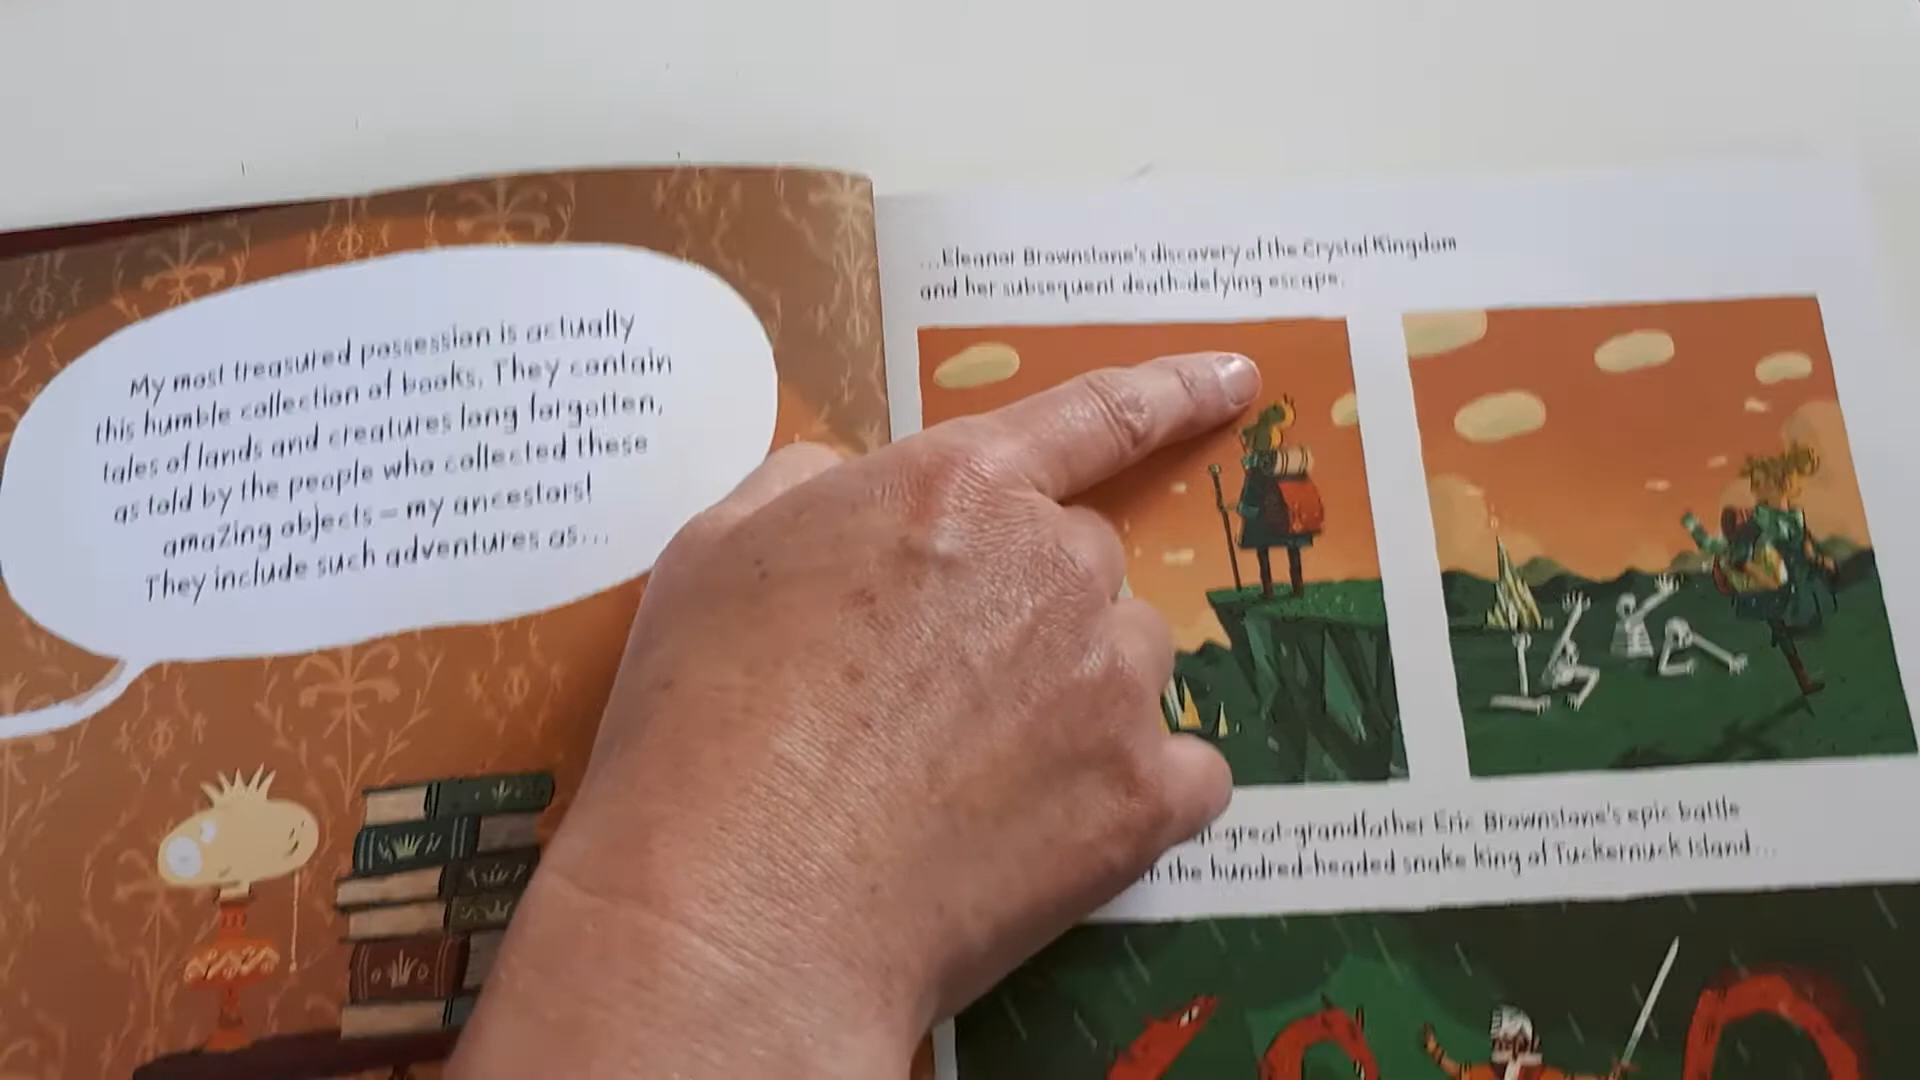 My most treasured possession is actually
this humble collection of books. They contain
tales of lands and creatures long forgotten,
as told by the people who collected these
amazing objects – my ancestors!
They include such adventures as...
...Eleanor Brownstone's discovery of the Crystal Kingdom
and her subsequent death-defying escape.
-great-grandfather Eric Brownstone's epic battle
the hundred-headed snake king of Tuckernuck Island...